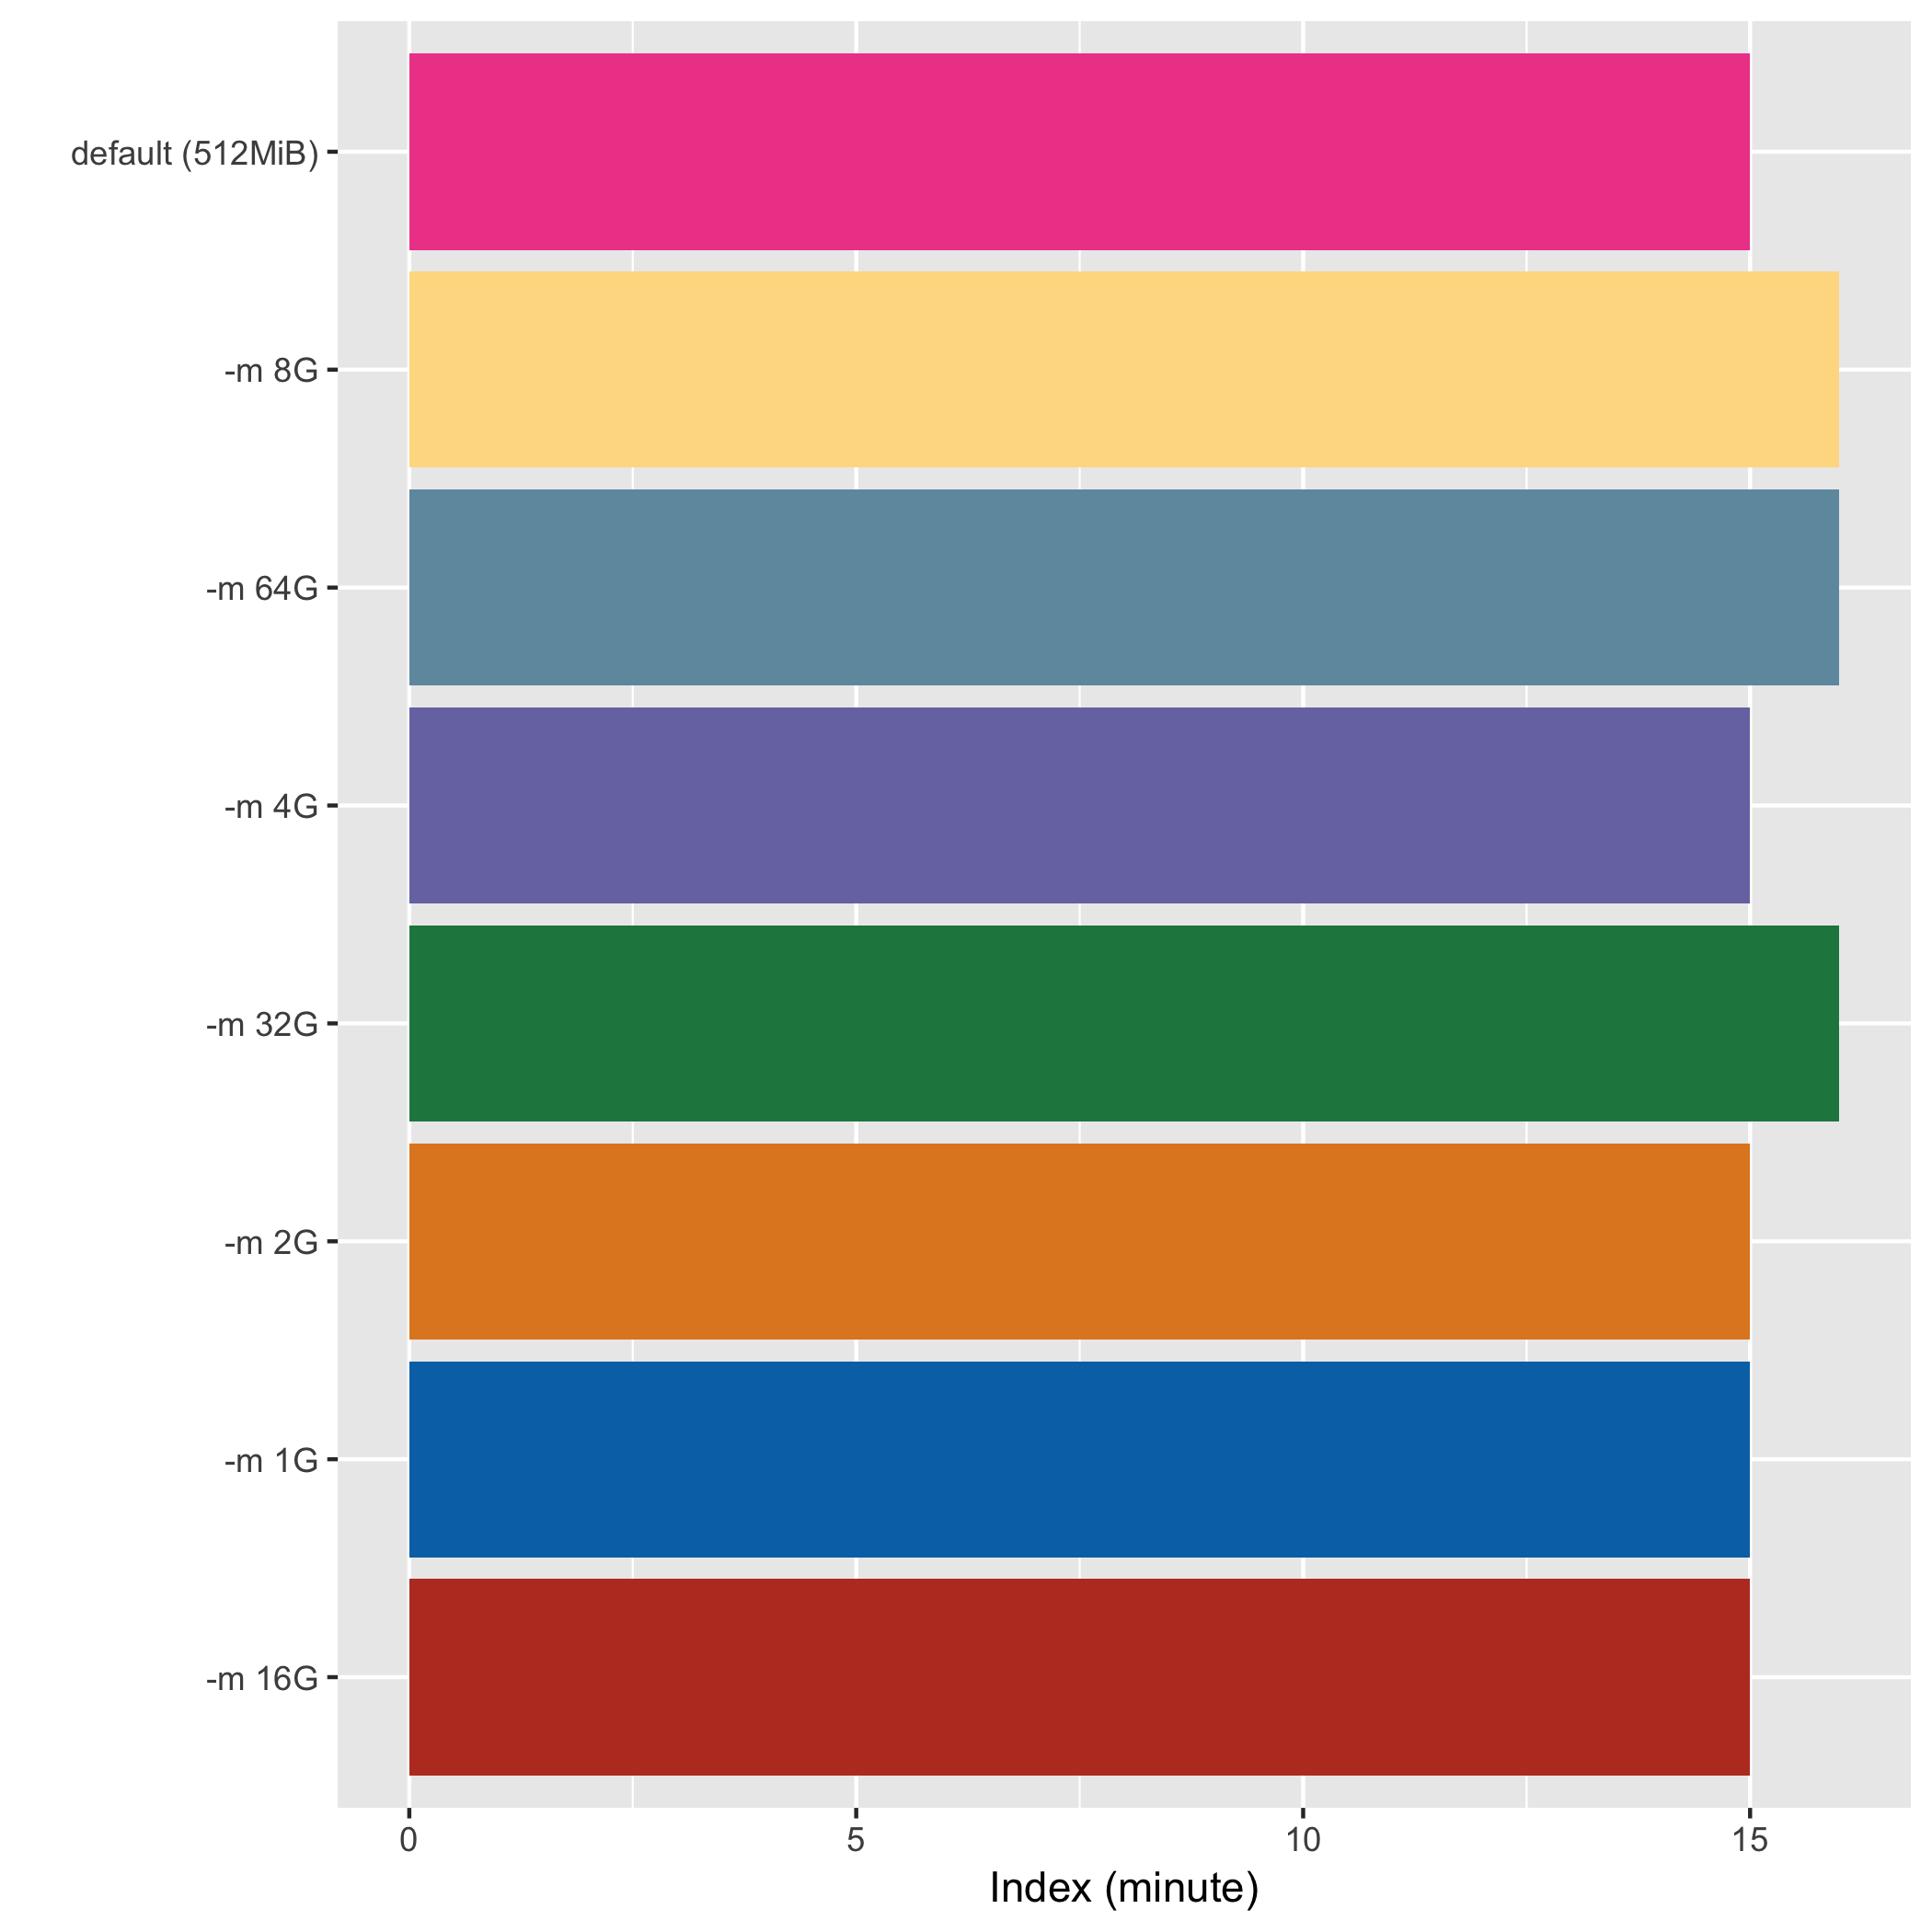 default (512MiB)
-m 8G
-m 64G
-m 4G
-m 32G
-m 2G
-m 1G
-m 16G
0 5 10 15
Index (minute)